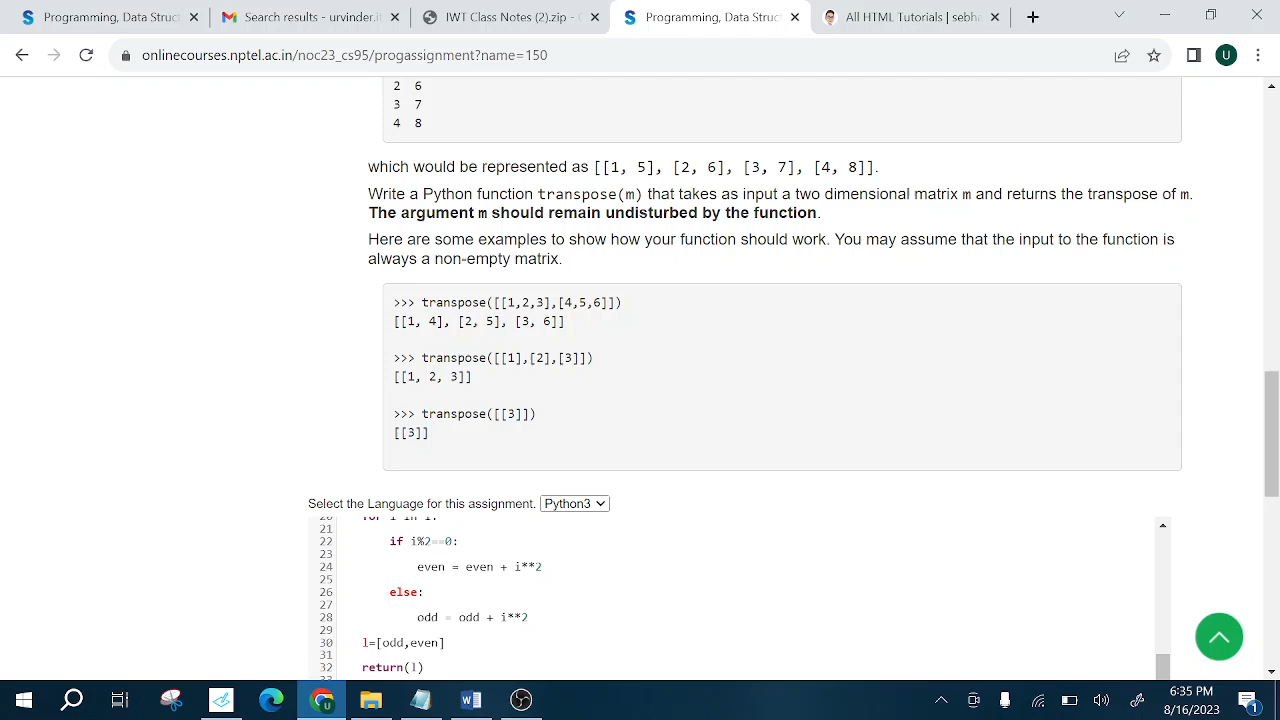 Programming, Data Struc
Search results - urvinder.it
IWT Class Notes (2).zip -
Programming, Data Struc
All HTML Tutorials | sebh
onlinecourses.nptel.ac.in/noc23_cs95/progassignment?name=150
U
2 6
3 7
4 8
which would be represented as [[1, 5], [2, 6], [3, 7], [4, 8]].
Write a Python function transpose(m) that takes as input a two dimensional matrix m and returns the transpose of m.
The argument m should remain undisturbed by the function.
Here are some examples to show how your function should work. You may assume that the input to the function is
always a non-empty matrix.
>>> transpose([[1,2,3],[4,5,6]])
[[1, 4], [2, 5], [3, 6]]
>>> transpose([[1],[2],[3]])
[[1, 2, 3]]
>>> transpose([[3]])
[[3]]
Select the Language for this assignment. Python3
21
22 if i%2==0:
23
24 even = even + i**2
25
26 else:
27
28 odd = odd + i**2
29
30 l=[odd,even]
31
32 return(l)
6:35 PM
8/16/2023
1